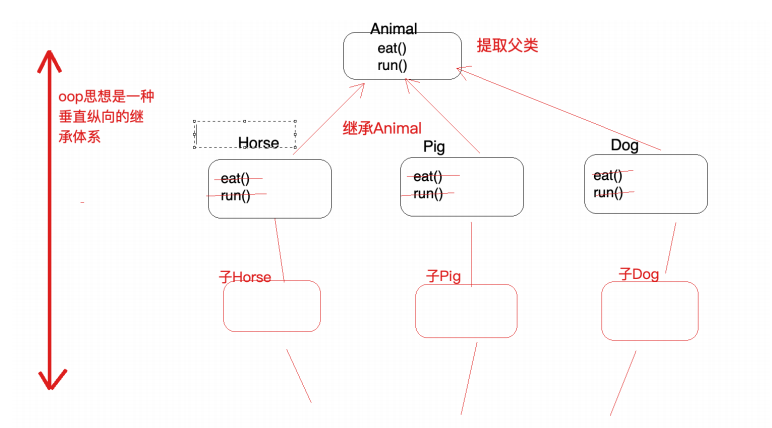 Animal
eat()
run()
提取父类
oop思想是一种
垂直纵向的继
承体系
继承Animal
Horse
eat()
run()
Pig
eat()
run()
Dog
eat()
run()
子Horse
子Pig
子Dog